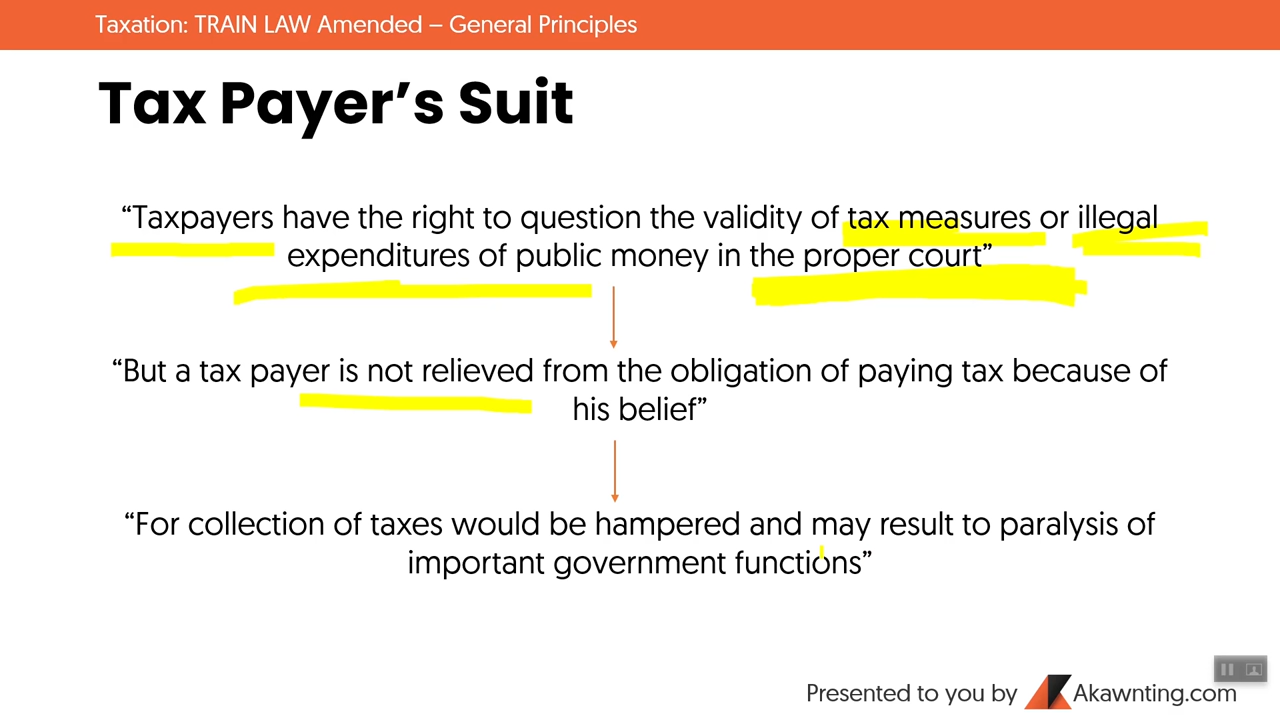 Taxation: TRAIN LAW Amended – General Principles
Tax Payer’s Suit
“Taxpayers have the right to question the validity of tax measures or illegal
expenditures of public money in the proper court”
“But a tax payer is not relieved from the obligation of paying tax because of
his belief”
“For collection of taxes would be hampered and may result to paralysis of
important government functions”
Presented to you by Akawnting.com